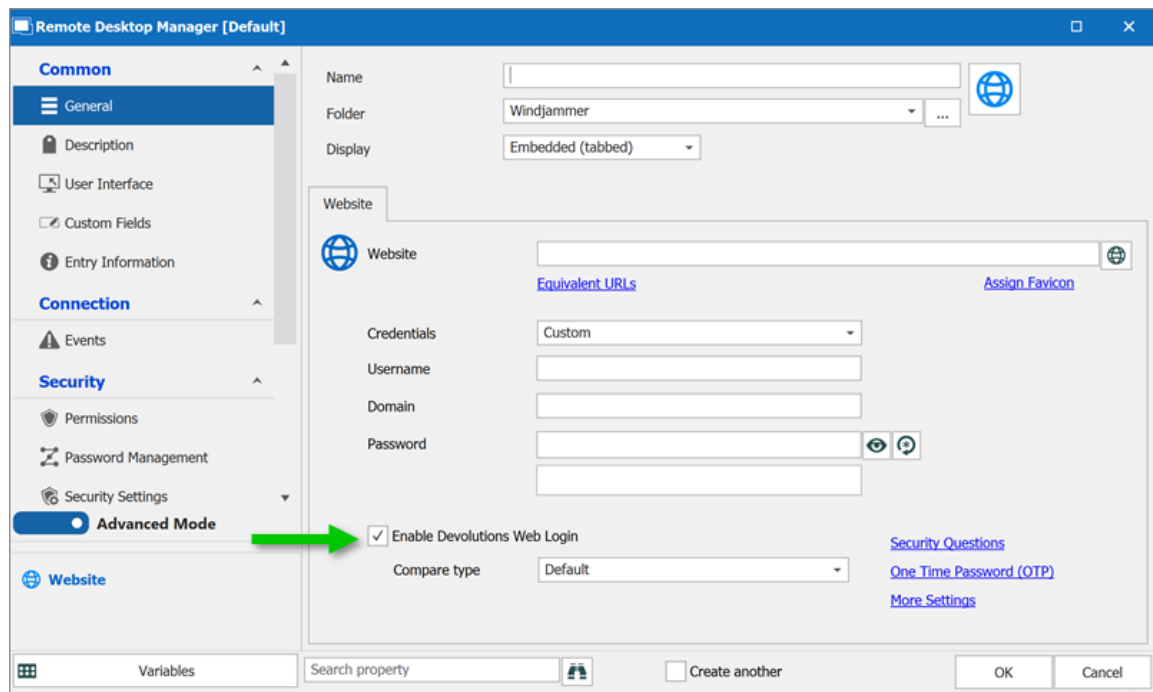 Remote Desktop Manager [Default]
Common
General
Description
User Interface
Custom Fields
Entry Information
Connection
Events
Security
Permissions
Password Management
Security Settings
Advanced Mode
Website
Variables
Name
Folder
Windjammer
...
Display
Embedded (tabbed)
Website
Website
Equivalent URLs
Assign Favicon
Credentials
Custom
Username
Domain
Password
Enable Devolutions Web Login
Compare type
Default
Security Questions
One Time Password (OTP)
More Settings
Search property
Create another
OK
Cancel